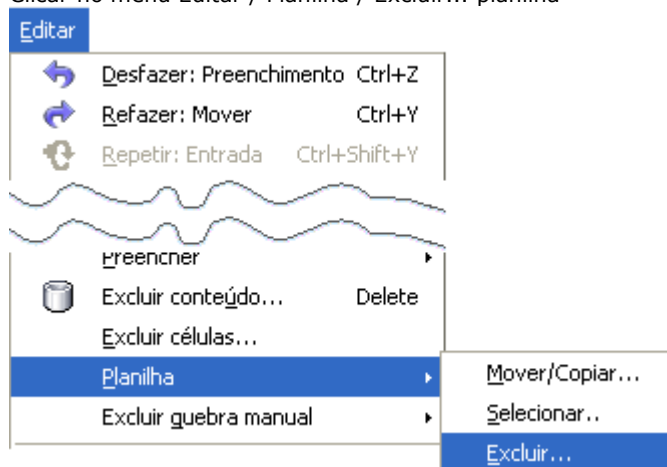 Clicar no menu Editar / Planilha / Excluir... planilha
Editar
Desfazer: Preenchimento Ctrl+Z
Refazer: Mover Ctrl+Y
Repetir: Entrada Ctrl+Shift+Y
Preencher
Excluir conteúdo... Delete
Excluir células...
Planilha
Mover/Copiar...
Excluir quebra manual
Selecionar..
Excluir...